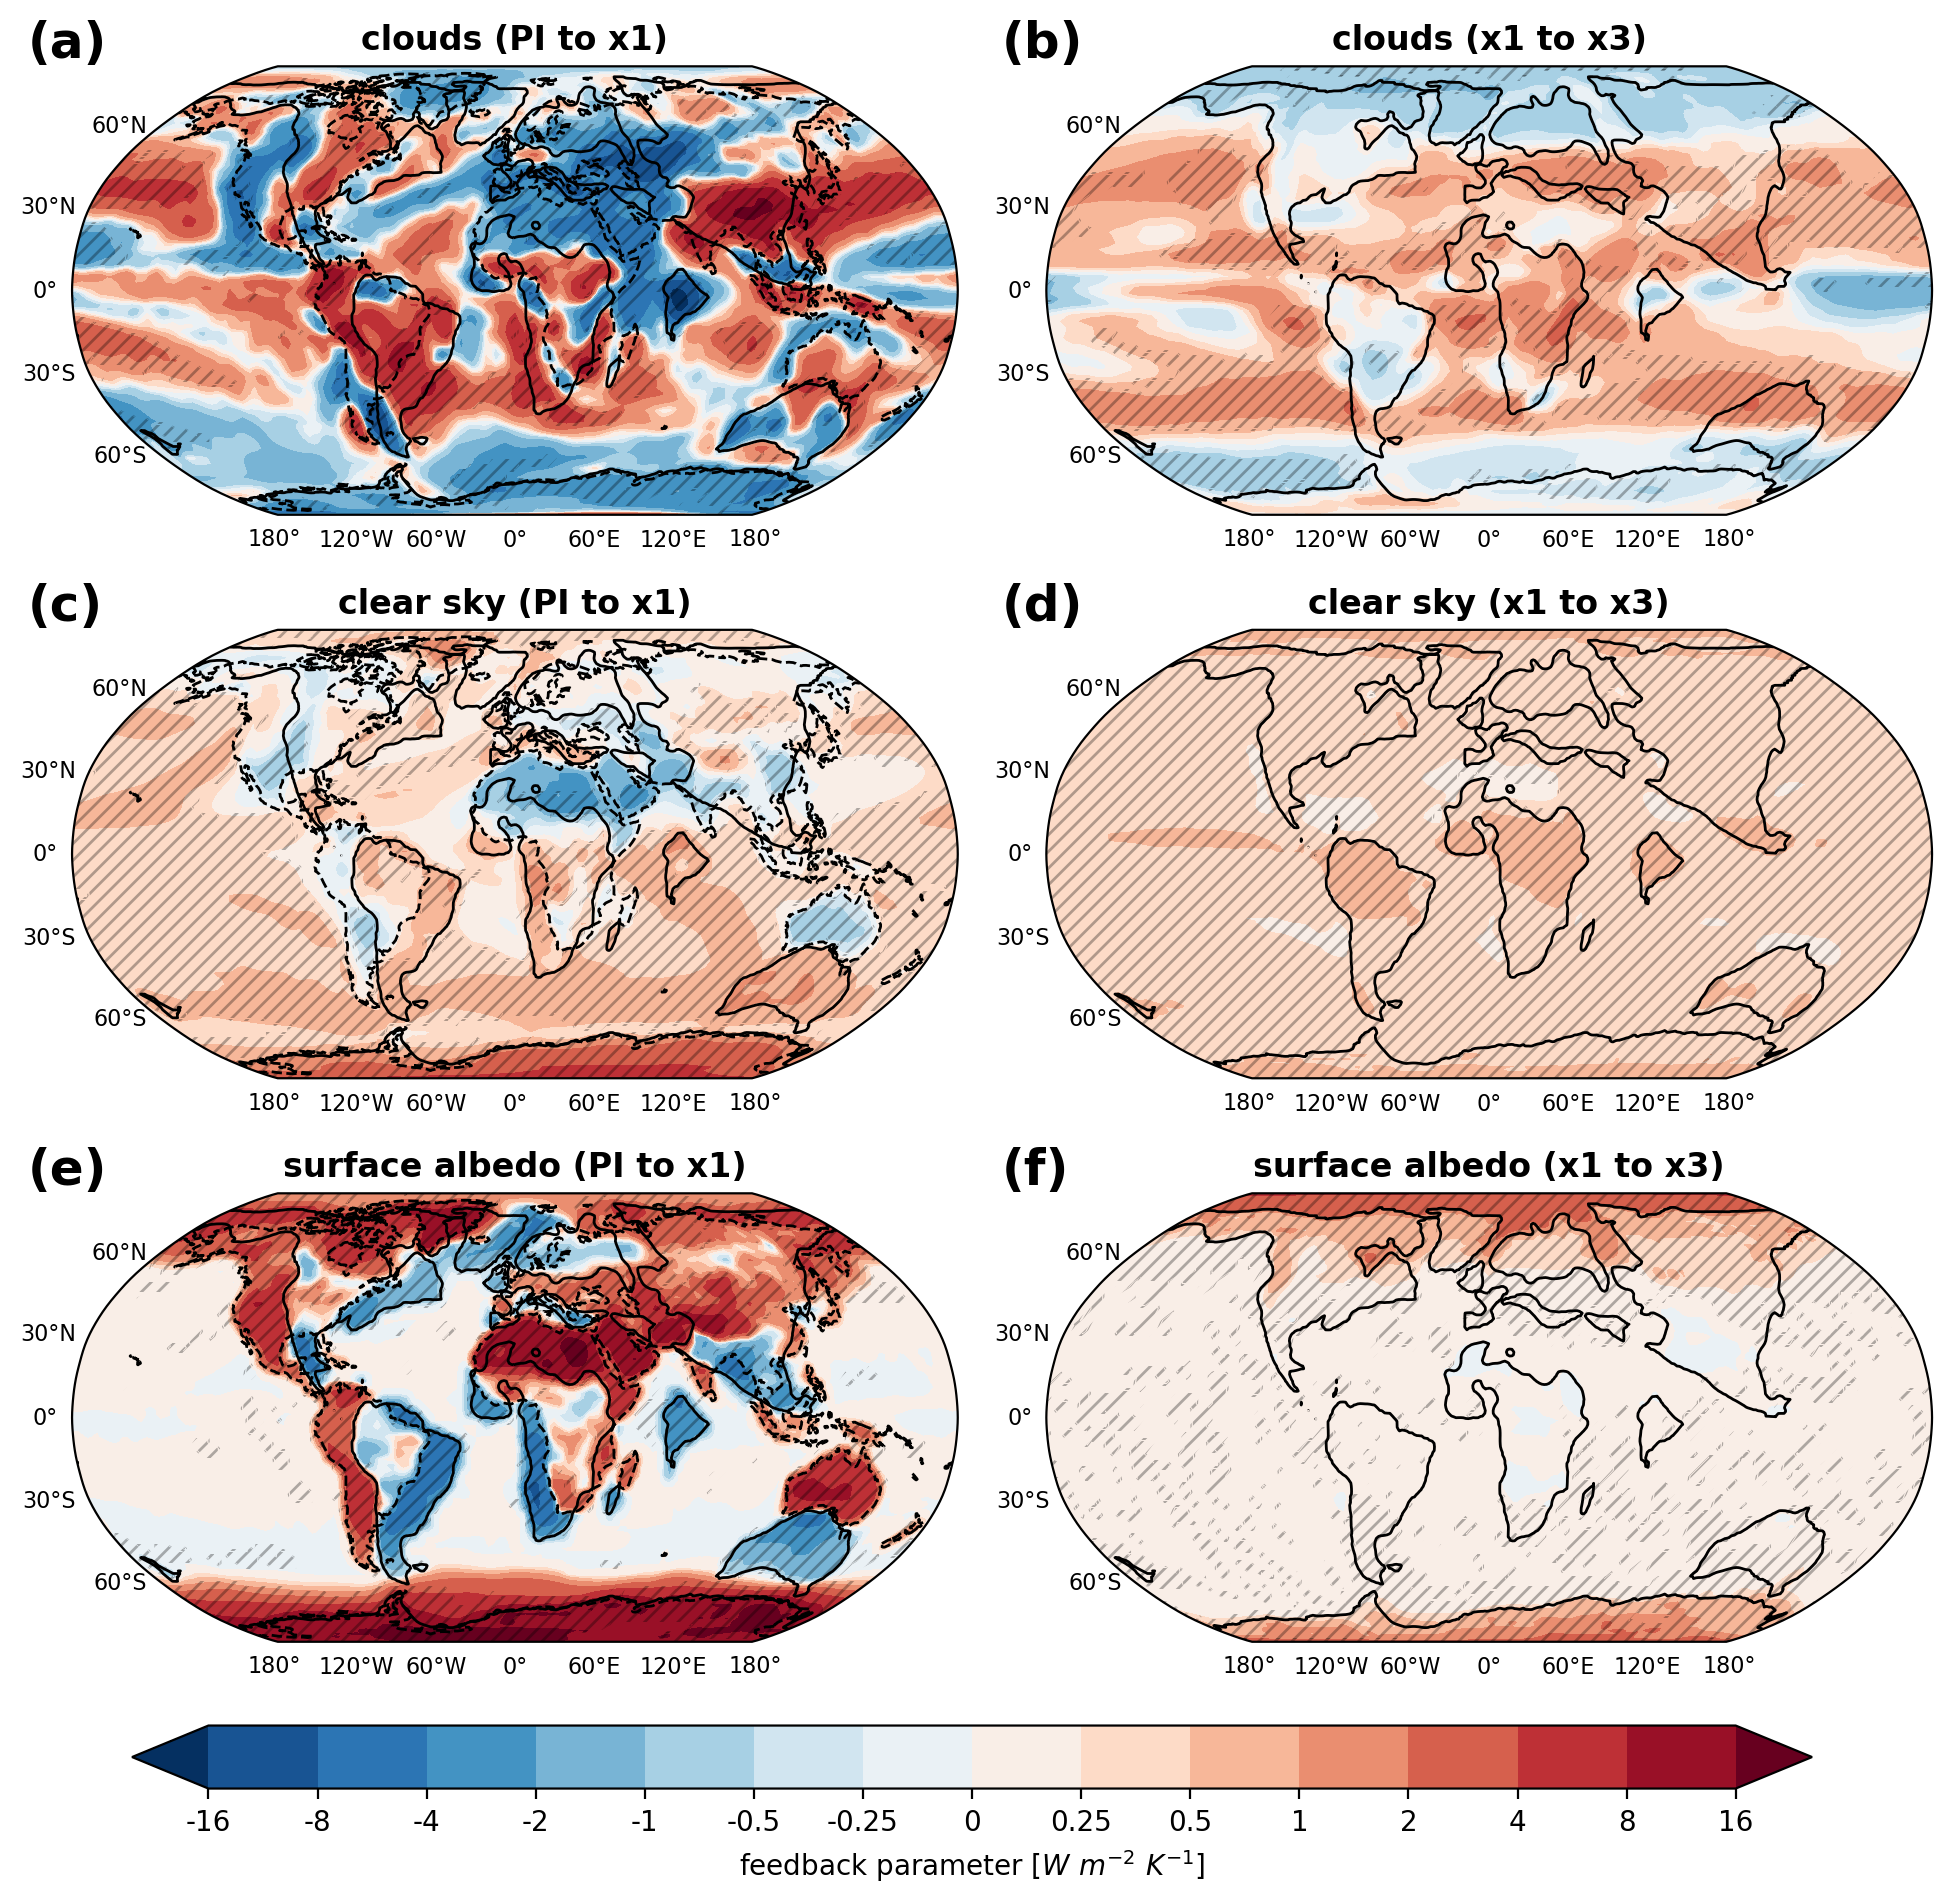 (a) clouds (PI to x1)
60°N
30°N
0°
30°S
60°S
180° 120°W 60°W 0° 60°E 120°E 180°
(b) clouds (x1 to x3)
60°N
30°N
0°
30°S
60°S
180° 120°W 60°W 0° 60°E 120°E 180°
(c) clear sky (PI to x1)
60°N
30°N
0°
30°S
60°S
180° 120°W 60°W 0° 60°E 120°E 180°
(d) clear sky (x1 to x3)
60°N
30°N
0°
30°S
60°S
180° 120°W 60°W 0° 60°E 120°E 180°
(e) surface albedo (PI to x1)
60°N
30°N
0°
30°S
60°S
180° 120°W 60°W 0° 60°E 120°E 180°
(f) surface albedo (x1 to x3)
60°N
30°N
0°
30°S
60°S
180° 120°W 60°W 0° 60°E 120°E 180°
-16 -8 -4 -2 -1 -0.5 -0.25 0 0.25 0.5 1 2 4 8 16
feedback parameter [W m⁻² K⁻¹]